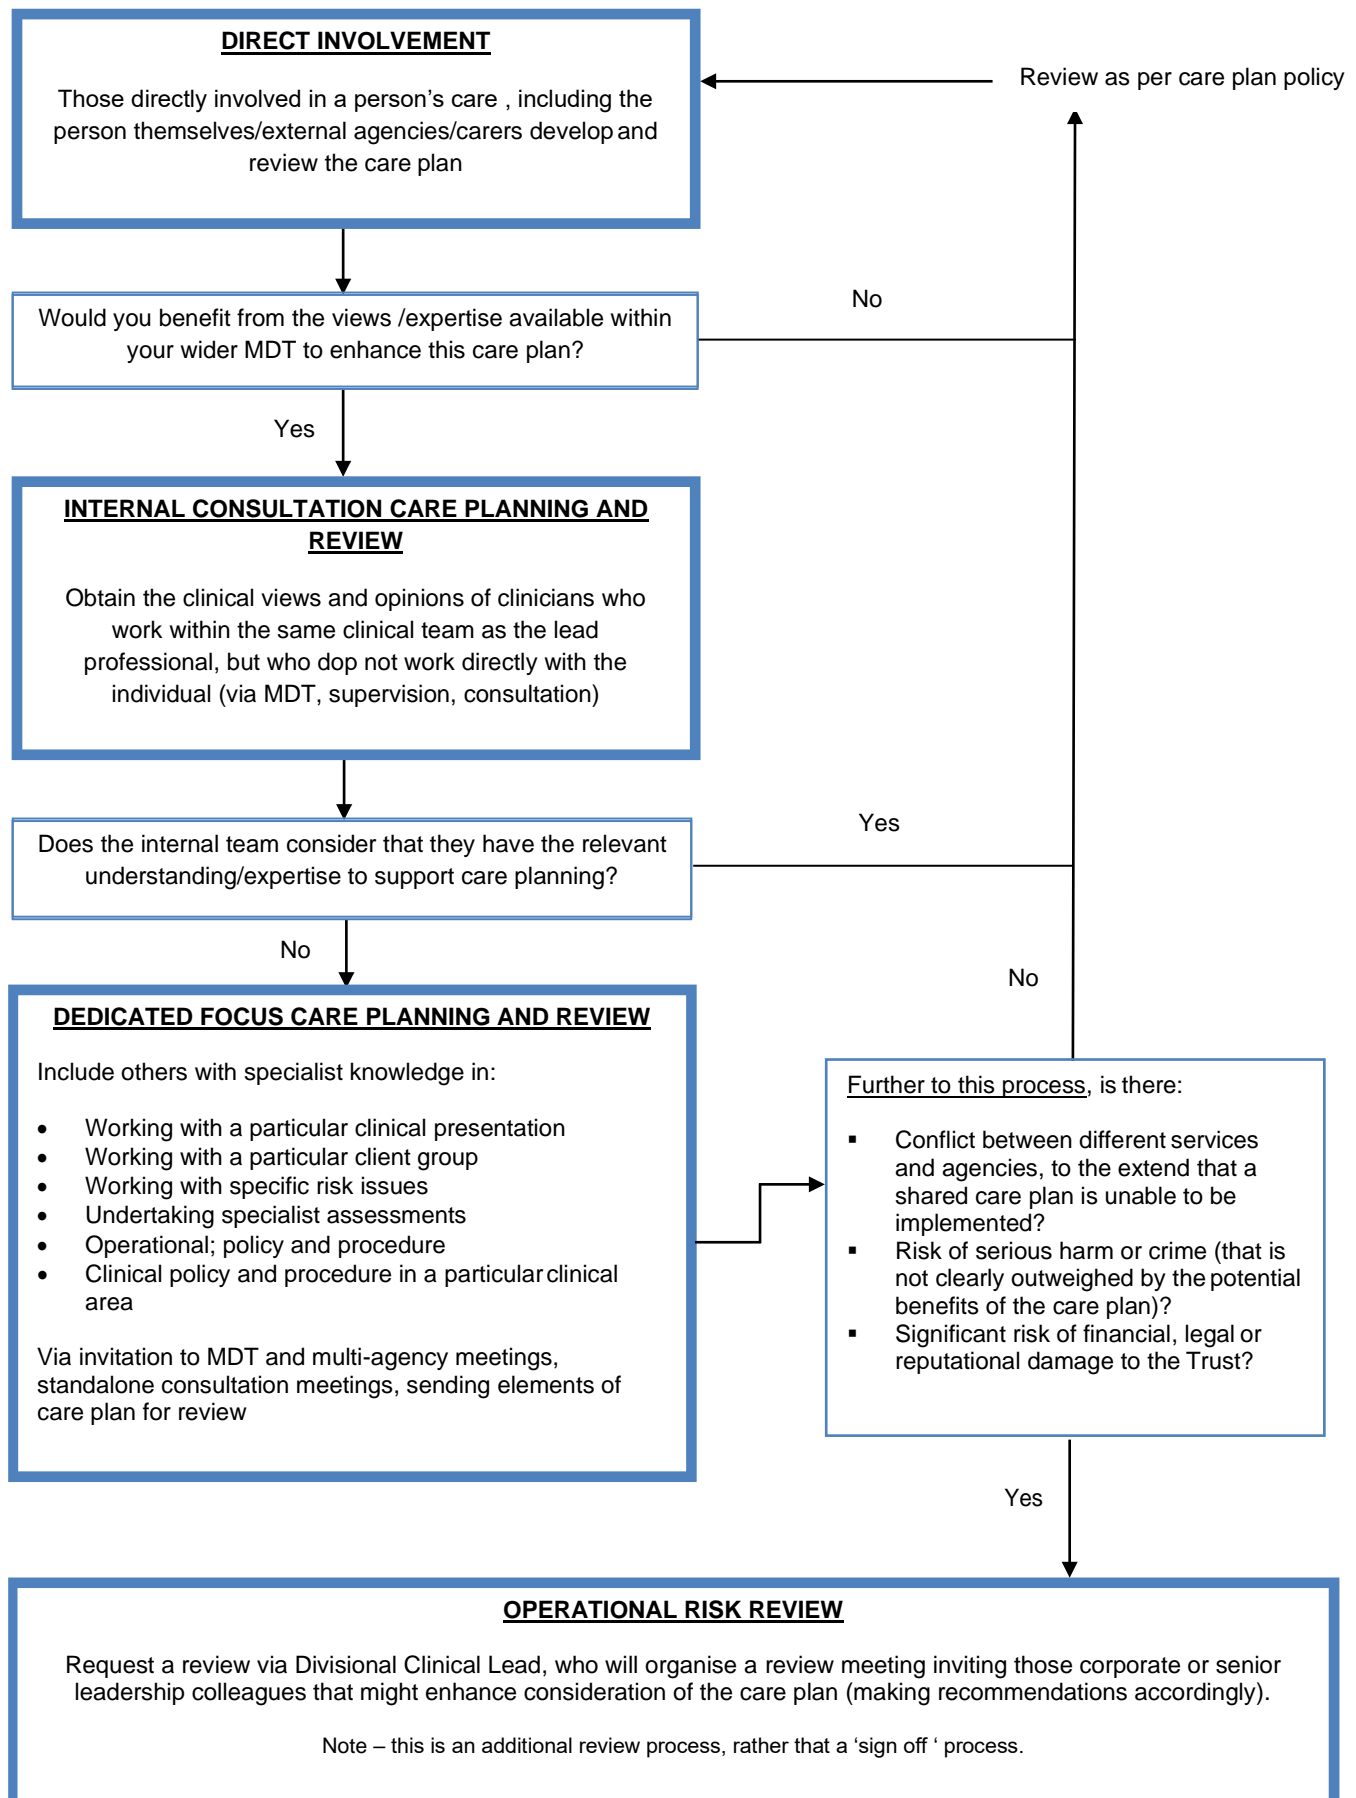 DIRECT INVOLVEMENT
Those directly involved in a person’s care , including the
person themselves/external agencies/carers develop and
review the care plan
Review as per care plan policy
Would you benefit from the views /expertise available within
your wider MDT to enhance this care plan?
No
Yes
INTERNAL CONSULTATION CARE PLANNING AND
REVIEW
Obtain the clinical views and opinions of clinicians who
work within the same clinical team as the lead
professional, but who dop not work directly with the
individual (via MDT, supervision, consultation)
Does the internal team consider that they have the relevant
understanding/expertise to support care planning?
Yes
No
DEDICATED FOCUS CARE PLANNING AND REVIEW
Include others with specialist knowledge in:
• Working with a particular clinical presentation
• Working with a particular client group
• Working with specific risk issues
• Undertaking specialist assessments
• Operational; policy and procedure
• Clinical policy and procedure in a particular clinical
area
Via invitation to MDT and multi-agency meetings,
standalone consultation meetings, sending elements of
care plan for review
No
Further to this process, is there:
▪ Conflict between different services
and agencies, to the extend that a
shared care plan is unable to be
implemented?
▪ Risk of serious harm or crime (that is
not clearly outweighed by the potential
benefits of the care plan)?
▪ Significant risk of financial, legal or
reputational damage to the Trust?
Yes
OPERATIONAL RISK REVIEW
Request a review via Divisional Clinical Lead, who will organise a review meeting inviting those corporate or senior
leadership colleagues that might enhance consideration of the care plan (making recommendations accordingly).
Note – this is an additional review process, rather that a ‘sign off ‘ process.